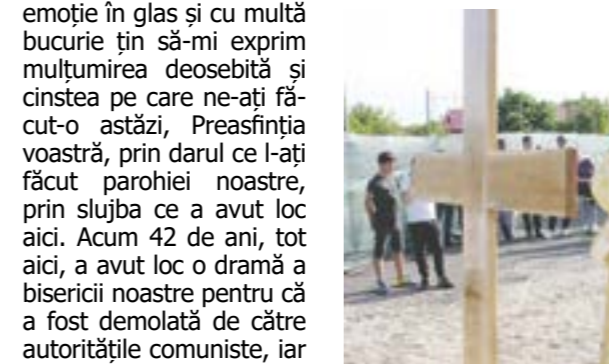 emoție în glas și cu multă
bucurie țin să-mi exprim
mulțumirea deosebită și
cinstea pe care ne-ați fă-
cut-o astăzi, Preasfinția
voastră, prin darul ce l-ați
făcut parohiei noastre,
prin slujba ce a avut loc
aici. Acum 42 de ani, tot
aici, a avut loc o dramă a
bisericii noastre pentru că
a fost demolată de către
autoritățile comuniste, iar